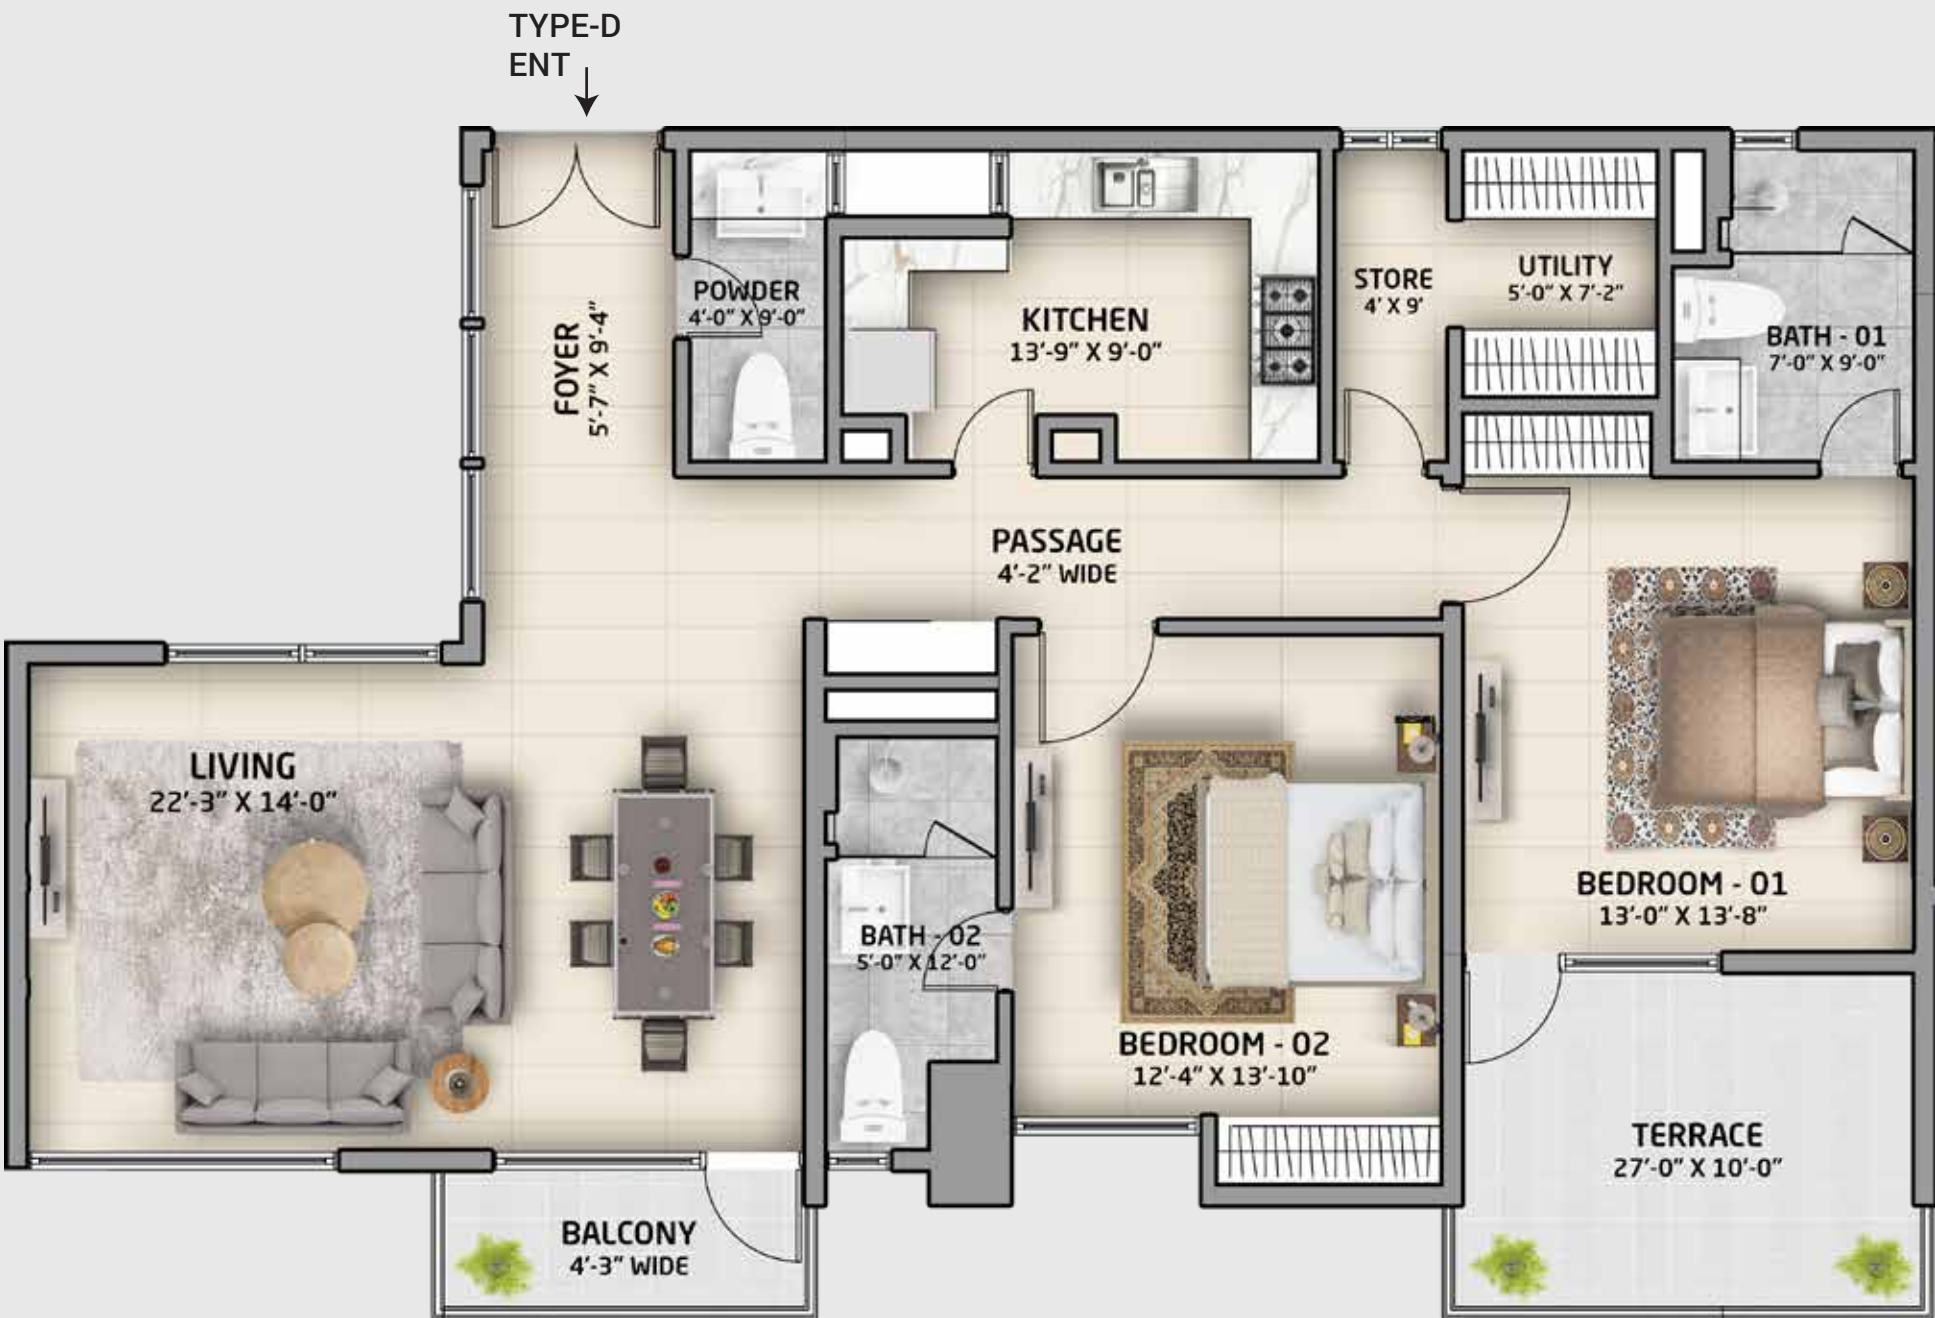 TYPE-D
ENT
POWDER
4'-0" X 9'-0"
FOYER
5'-7" X 9'-4"
KITCHEN
13'-9" X 9'-0"
STORE
4' X 9'
UTILITY
5'-0" X 7'-2"
BATH - 01
7'-0" X 9'-0"
PASSAGE
4'-2" WIDE
LIVING
22'-3" X 14'-0"
BATH - 02
5'-0" X 12'-0"
BEDROOM - 02
12'-4" X 13'-10"
BEDROOM - 01
13'-0" X 13'-8"
TERRACE
27'-0" X 10'-0"
BALCONY
4'-3" WIDE